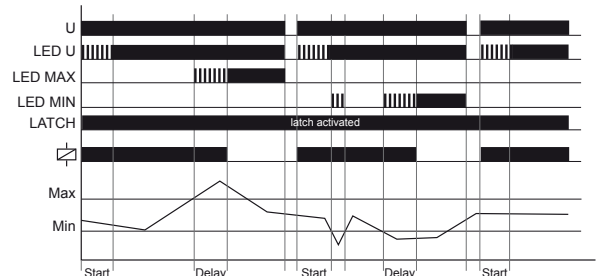 U
LED U
LED MAX
LED MIN
LATCH
latch activated
Max
Min
Start
Delay
Start
Delay
Start